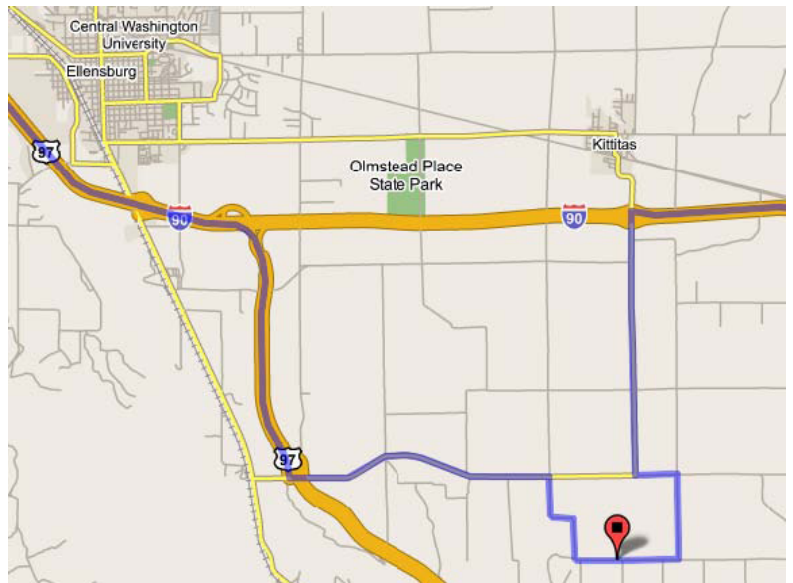 Central Washington
University
Ellensburg
97
Kittitas
Olmstead Place
State Park
90
90
97